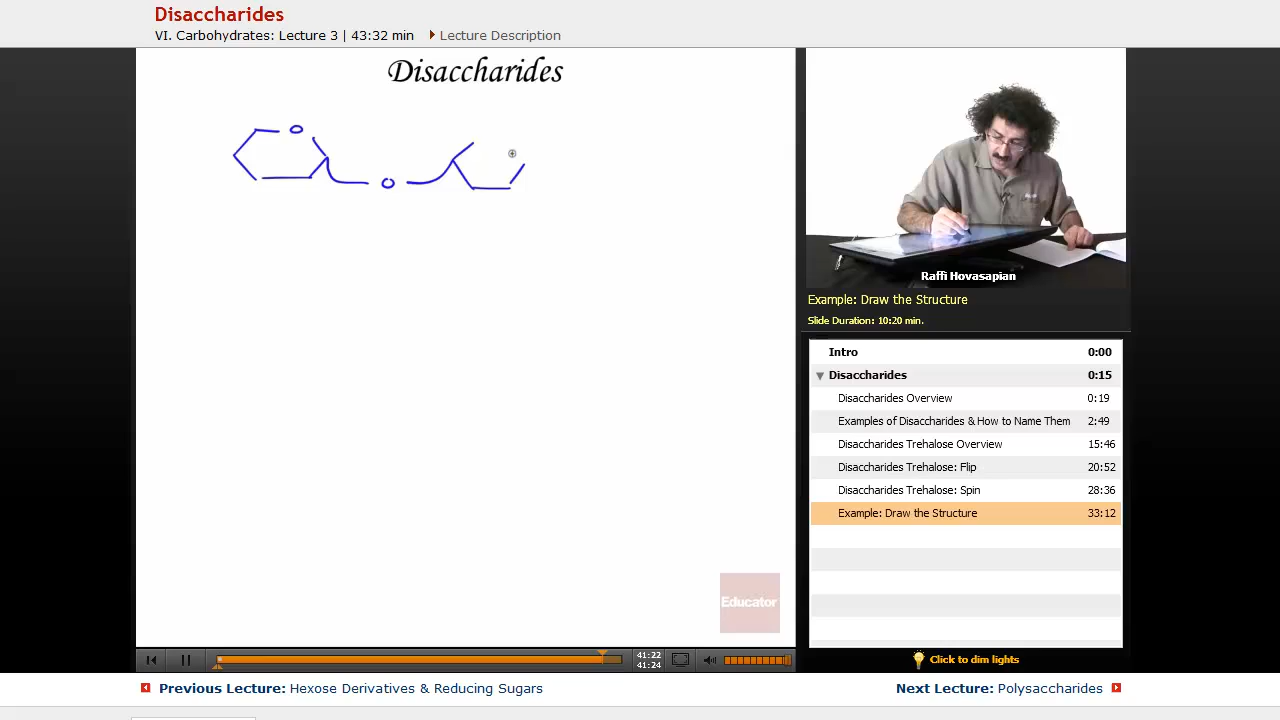 Disaccharides
VI. Carbohydrates: Lecture 3 | 43:32 min Lecture Description
Disaccharides
O
O
Educator
Raffi Hovasapian
Example: Draw the Structure
Slide Duration: 10:20 min.
Intro 0:00
Disaccharides 0:15
Disaccharides Overview 0:19
Examples of Disaccharides & How to Name Them 2:49
Disaccharides Trehalose Overview 15:46
Disaccharides Trehalose: Flip 20:52
Disaccharides Trehalose: Spin 28:36
Example: Draw the Structure 33:12
41:22
41:24
Click to dim lights
Previous Lecture: Hexose Derivatives & Reducing Sugars
Next Lecture: Polysaccharides